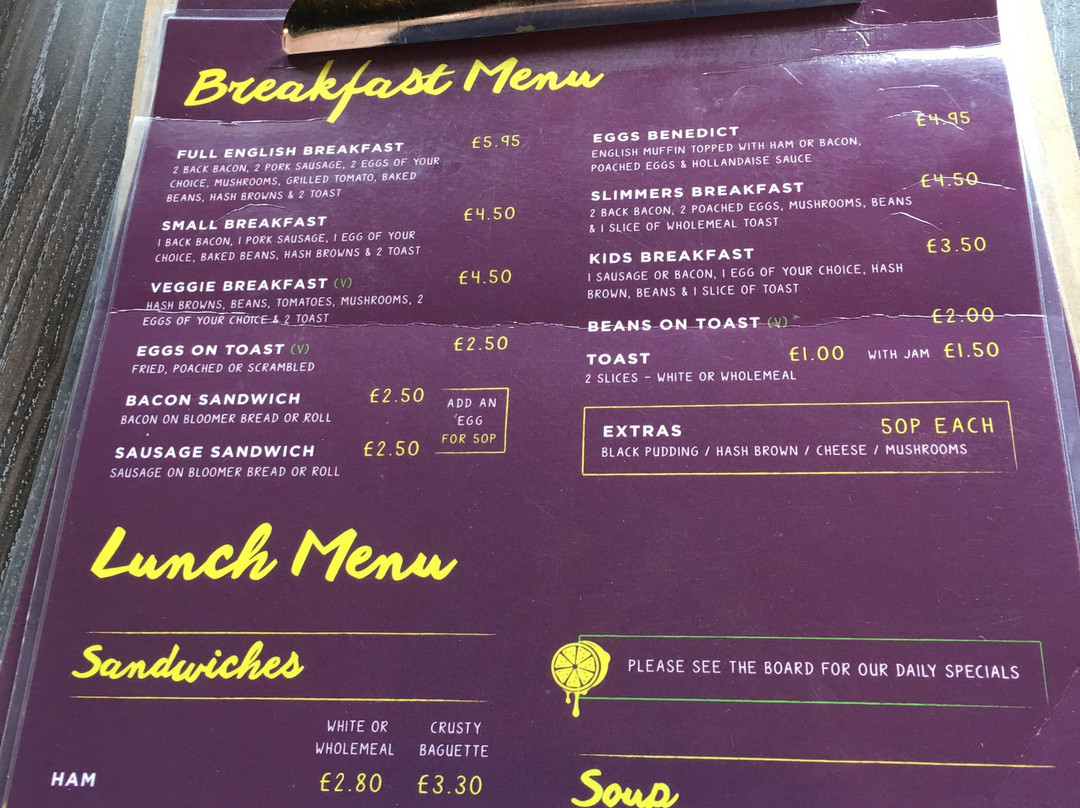 Breakfast Menu
FULL ENGLISH BREAKFAST £5.95
2 BACK BACON, 2 PORK SAUSAGE, 2 EGGS OF YOUR
CHOICE, MUSHROOMS, GRILLED TOMATO, BAKED
BEANS, HASH BROWNS & 2 TOAST
SMALL BREAKFAST £4.50
1 BACK BACON, 1 PORK SAUSAGE, 1 EGG OF YOUR
CHOICE, BAKED BEANS, HASH BROWNS & 2 TOAST
VEGGIE BREAKFAST (V) £4.50
HASH BROWNS, BEANS, TOMATOES, MUSHROOMS, 2
EGGS OF YOUR CHOICE & 2 TOAST
EGGS ON TOAST (V) £2.50
FRIED, POACHED OR SCRAMBLED
BACON SANDWICH £2.50
BACON ON BLOOMER BREAD OR ROLL
SAUSAGE SANDWICH £2.50
SAUSAGE ON BLOOMER BREAD OR ROLL
ADD AN
EGG
FOR 50P
EGGS BENEDICT £4.95
ENGLISH MUFFIN TOPPED WITH HAM OR BACON,
POACHED EGGS & HOLLANDAISE SAUCE
SLIMMERS BREAKFAST £4.50
2 BACK BACON, 2 POACHED EGGS, MUSHROOMS, BEANS
& 1 SLICE OF WHOLEMEAL TOAST
KIDS BREAKFAST £3.50
1 SAUSAGE OR BACON, 1 EGG OF YOUR CHOICE, HASH
BROWN, BEANS & 1 SLICE OF TOAST
BEANS ON TOAST (V) £2.00
TOAST £1.00 WITH JAM £1.50
2 SLICES - WHITE OR WHOLEMEAL
EXTRAS 50P EACH
BLACK PUDDING / HASH BROWN / CHEESE / MUSHROOMS
Lunch Menu
Sandwiches
WHITE OR CRUSTY
WHOLEMEAL BAGUETTE
HAM £2.80 £3.30
PLEASE SEE THE BOARD FOR OUR DAILY SPECIALS
Soup